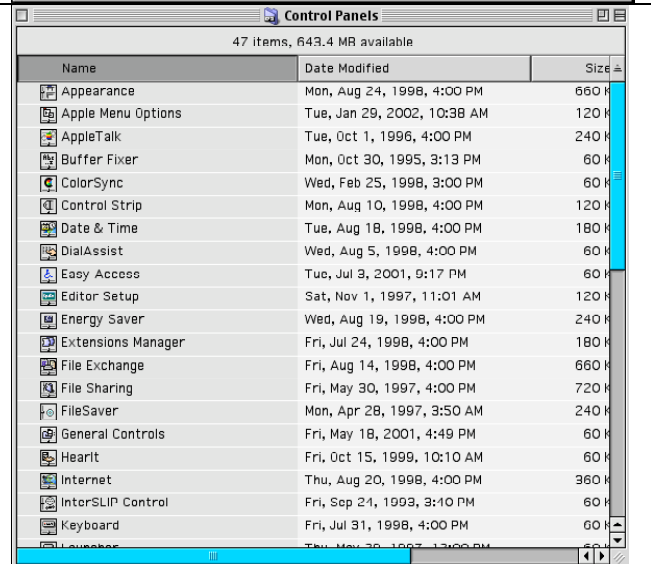 Control Panels
47 items, 643.4 MB available
Name Date Modified Size
Appearance Mon, Aug 24, 1998, 4:00 PM 660 K
Apple Menu Options Tue, Jan 29, 2002, 10:38 AM 120 K
AppleTalk Tue, Oct 1, 1996, 4:00 PM 240 K
Buffer Fixer Mon, Oct 30, 1995, 3:13 PM 60 K
ColorSync Wed, Feb 25, 1998, 3:00 PM 60 K
Control Strip Mon, Aug 10, 1998, 4:00 PM 120 K
Date & Time Tue, Aug 18, 1998, 4:00 PM 180 K
DialAssist Wed, Aug 5, 1998, 4:00 PM 60 K
Easy Access Tue, Jul 3, 2001, 9:17 PM 60 K
Editor Setup Sat, Nov 1, 1997, 11:01 AM 120 K
Energy Saver Wed, Aug 19, 1998, 4:00 PM 240 K
Extensions Manager Fri, Jul 24, 1998, 4:00 PM 180 K
File Exchange Fri, Aug 14, 1998, 4:00 PM 660 K
File Sharing Fri, May 30, 1997, 4:00 PM 720 K
FileSaver Mon, Apr 28, 1997, 3:50 AM 240 K
General Controls Fri, May 18, 2001, 4:49 PM 60 K
HearIt Fri, Oct 15, 1999, 10:10 AM 60 K
Internet Thu, Aug 20, 1998, 4:00 PM 360 K
InterSLIP Control Fri, Sep 24, 1993, 3:40 PM 60 K
Keyboard Fri, Jul 31, 1998, 4:00 PM 60 K